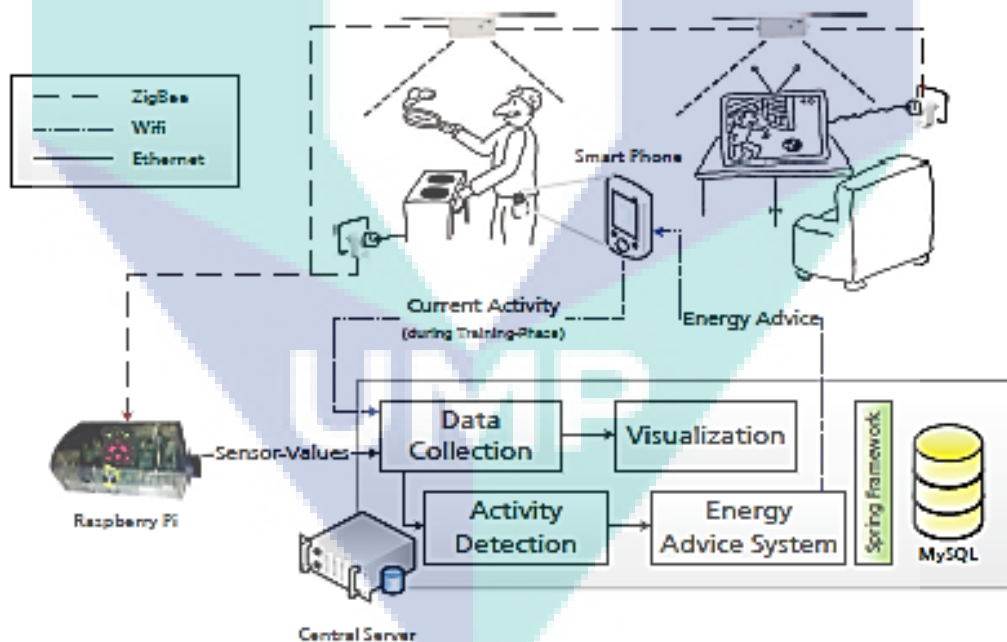 ZigBee
Wifi
Ethernet
Smart Phone
Current Activity
(during Training-Phase)
Energy Advice
UMP
Data
Collection
Visualization
Sensor-Values
Raspberry Pi
Activity
Detection
Energy
Advice System
Spring Framework
MySQL
Central Server